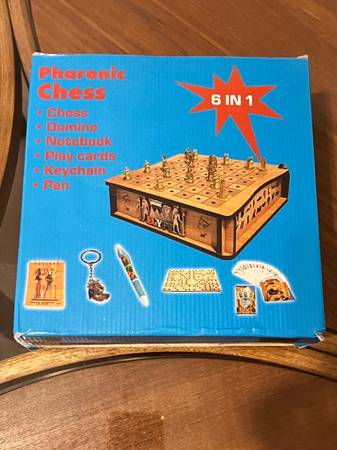 Pharonic
Chess
• Chess
• Domino
• Notebook
• Play cards
• Keychain
• Pen
6 IN 1